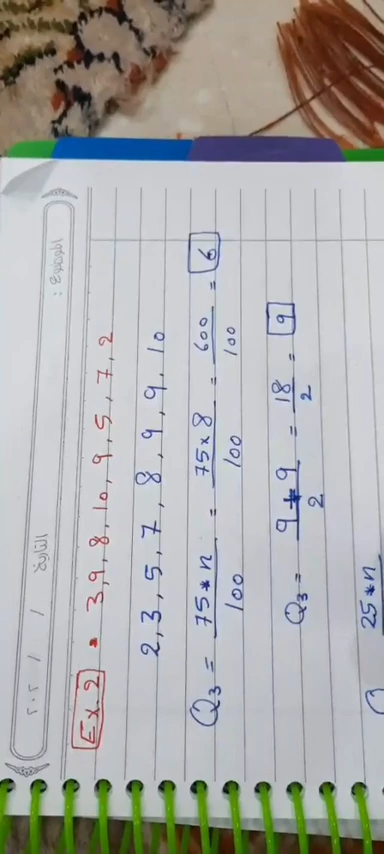 الموضوع :
التاريخ / / ٢٠٢
Ex. 2 • 3, 9, 8, 10, 9, 5, 7, 2
2, 3, 5, 7, 8, 9, 9, 10
Q₃ = 75*n/100 = 75×8/100 = 600/100 = 6
Q₃ = 9+9/2 = 18/2 = 9
25*n